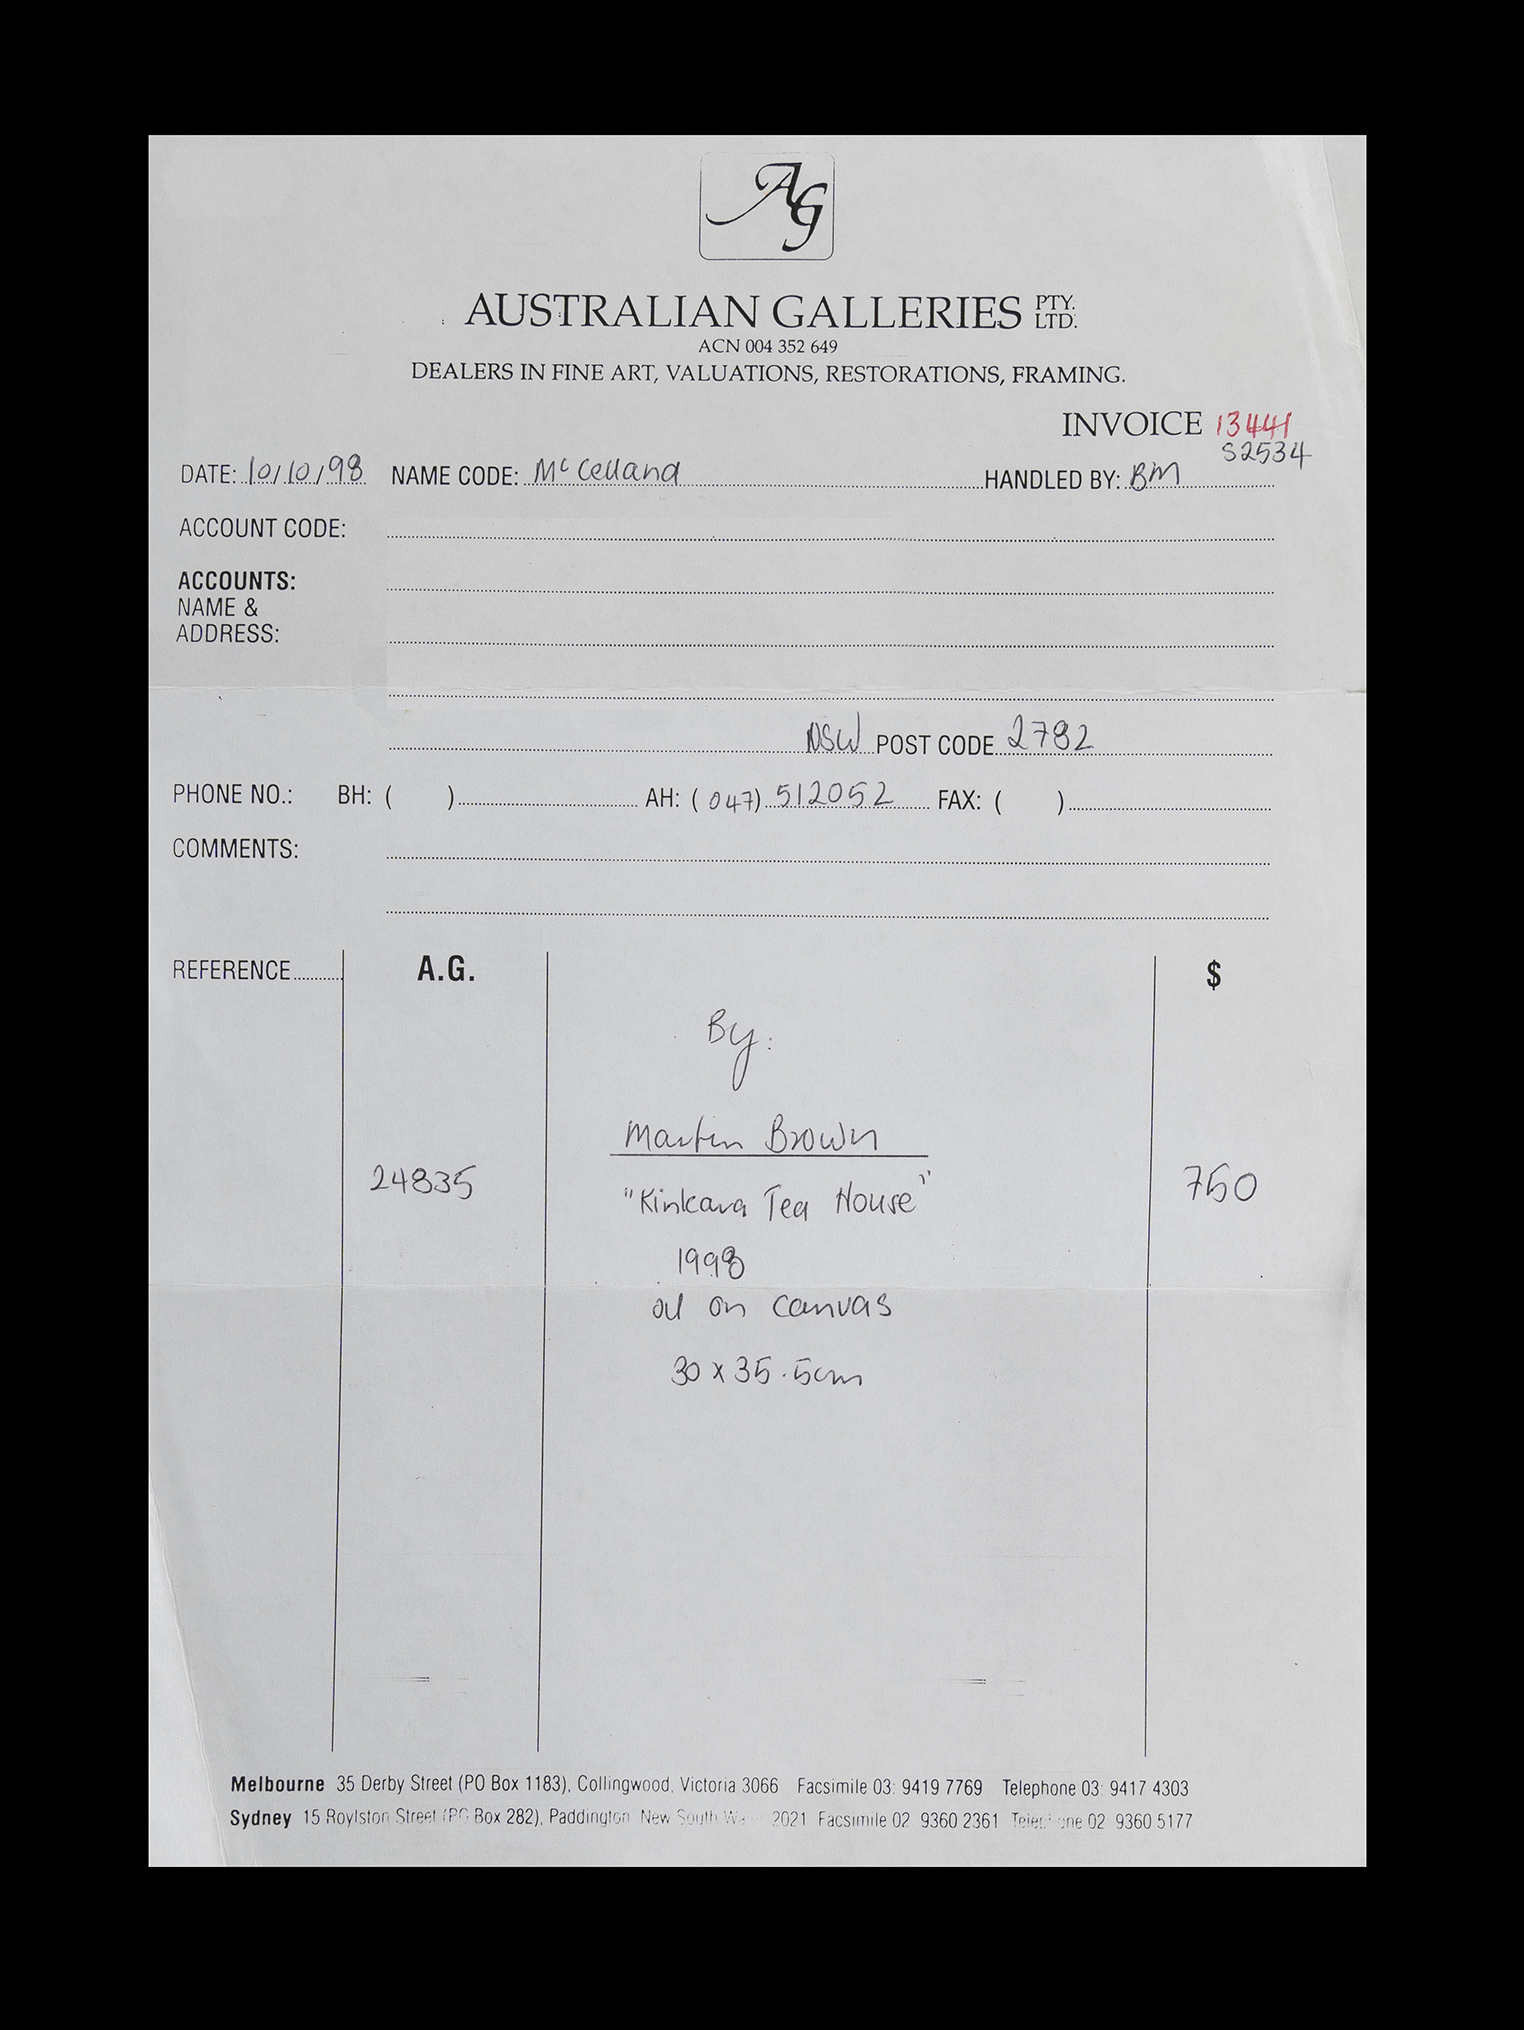 AG
AUSTRALIAN GALLERIES PTY. LTD.
ACN 004 352 649
DEALERS IN FINE ART, VALUATIONS, RESTORATIONS, FRAMING.
INVOICE 13441
S2534
DATE: 10/10/98 NAME CODE: McCelland HANDLED BY: BM
ACCOUNT CODE:
ACCOUNTS:
NAME &
ADDRESS:
NSW POST CODE 2782
PHONE NO.: BH: ( ) AH: (047) 512052 FAX: ( )
COMMENTS:
REFERENCE A.G. $
By:
Martin Brown
24835 "Kinkara Tea House" 750
1998
oil on canvas
30 x 35.5cm
Melbourne 35 Derby Street (PO Box 1183), Collingwood, Victoria 3066 Facsimile 03: 9419 7769 Telephone 03: 9417 4303
Sydney 15 Roylston Street (PO Box 282), Paddington New South 2021 Facsimile 02 9360 2361 Telephone 02 9360 5177